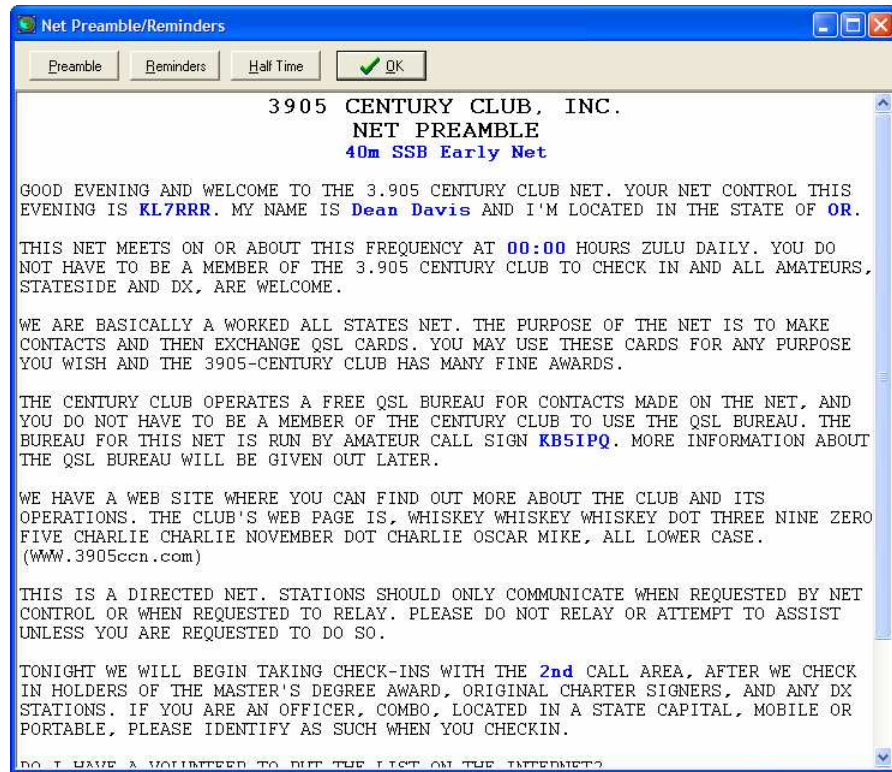 Net Preamble/Reminders
Preamble Reminders Half Time OK
3905 CENTURY CLUB, INC.
NET PREAMBLE
40m SSB Early Net
GOOD EVENING AND WELCOME TO THE 3.905 CENTURY CLUB NET. YOUR NET CONTROL THIS
EVENING IS KL7RRR. MY NAME IS Dean Davis AND I'M LOCATED IN THE STATE OF OR.
THIS NET MEETS ON OR ABOUT THIS FREQUENCY AT 00:00 HOURS ZULU DAILY. YOU DO
NOT HAVE TO BE A MEMBER OF THE 3.905 CENTURY CLUB TO CHECK IN AND ALL AMATEURS,
STATESIDE AND DX, ARE WELCOME.
WE ARE BASICALLY A WORKED ALL STATES NET. THE PURPOSE OF THE NET IS TO MAKE
CONTACTS AND THEN EXCHANGE QSL CARDS. YOU MAY USE THESE CARDS FOR ANY PURPOSE
YOU WISH AND THE 3905-CENTURY CLUB HAS MANY FINE AWARDS.
THE CENTURY CLUB OPERATES A FREE QSL BUREAU FOR CONTACTS MADE ON THE NET, AND
YOU DO NOT HAVE TO BE A MEMBER OF THE CENTURY CLUB TO USE THE QSL BUREAU. THE
BUREAU FOR THIS NET IS RUN BY AMATEUR CALL SIGN KB5IPQ. MORE INFORMATION ABOUT
THE QSL BUREAU WILL BE GIVEN OUT LATER.
WE HAVE A WEB SITE WHERE YOU CAN FIND OUT MORE ABOUT THE CLUB AND ITS
OPERATIONS. THE CLUB'S WEB PAGE IS, WHISKEY WHISKEY WHISKEY DOT THREE NINE ZERO
FIVE CHARLIE CHARLIE NOVEMBER DOT CHARLIE OSCAR MIKE, ALL LOWER CASE.
(WWW.3905ccn.com)
THIS IS A DIRECTED NET. STATIONS SHOULD ONLY COMMUNICATE WHEN REQUESTED BY NET
CONTROL OR WHEN REQUESTED TO RELAY. PLEASE DO NOT RELAY OR ATTEMPT TO ASSIST
UNLESS YOU ARE REQUESTED TO DO SO.
TONIGHT WE WILL BEGIN TAKING CHECK-INS WITH THE 2nd CALL AREA, AFTER WE CHECK
IN HOLDERS OF THE MASTER'S DEGREE AWARD, ORIGINAL CHARTER SIGNERS, AND ANY DX
STATIONS. IF YOU ARE AN OFFICER, COMBO, LOCATED IN A STATE CAPITAL, MOBILE OR
PORTABLE, PLEASE IDENTIFY AS SUCH WHEN YOU CHECKIN.
DO I HAVE A VOLUNTEER TO PUT THE LIST ON THE INTERNET?